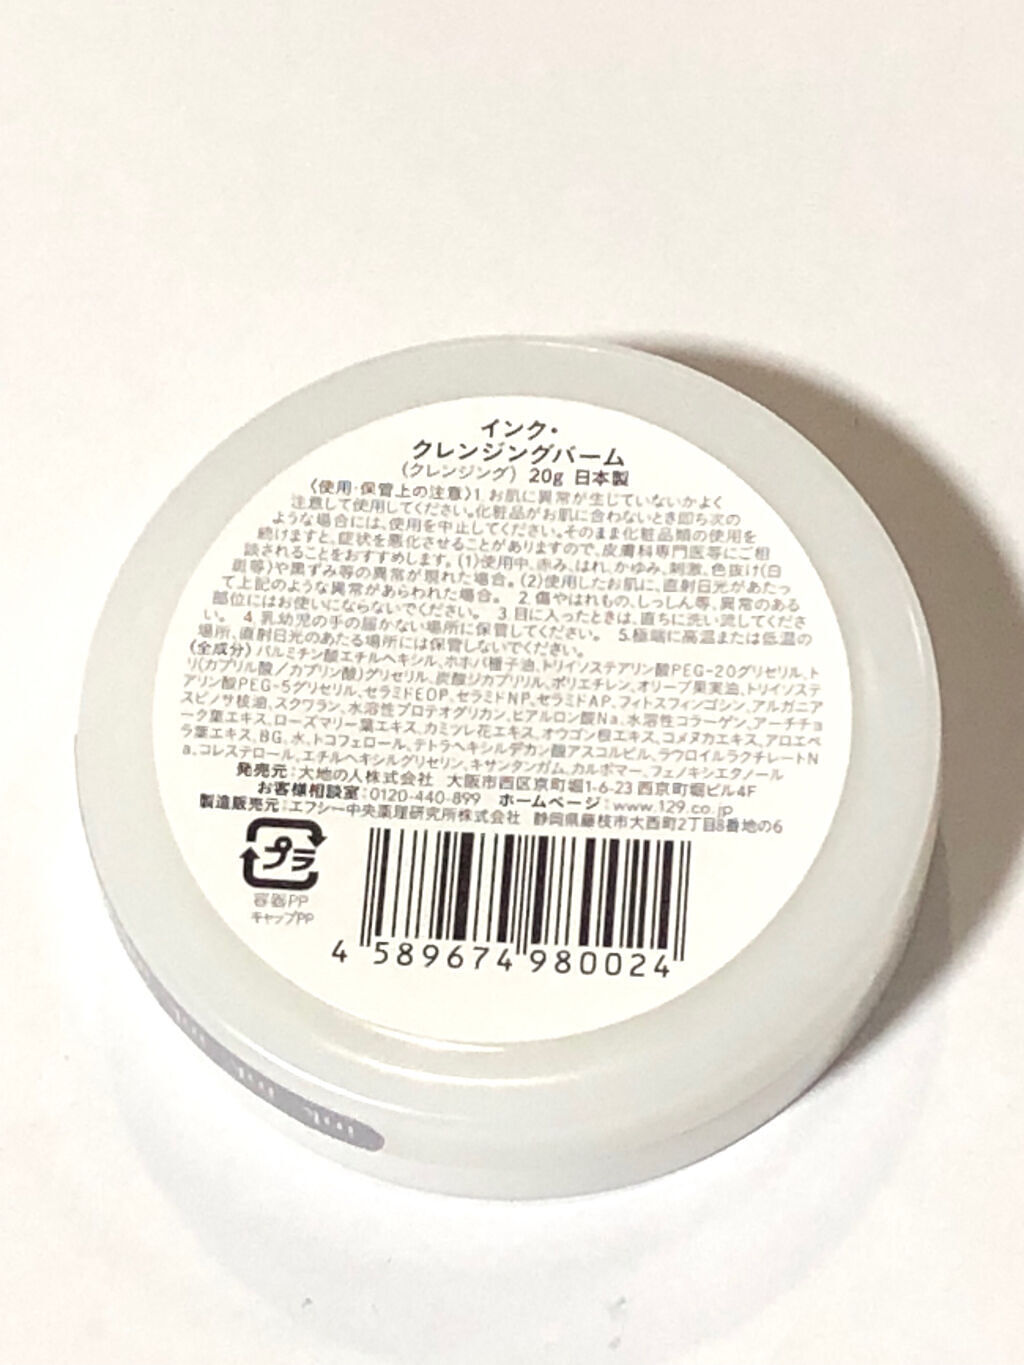 インク・
クレンジングバーム
(クレンジング) 20g 日本製
〈使用・保管上の注意〉1.お肌に異常が生じていないかよく
注意して使用してください。化粧品がお肌に合わないとき即ち次の
ような場合には、使用を中止してください。そのまま化粧品類の使用を
続けますと、症状を悪化させることがありますので、皮膚科専門医等にご相
談されることをおすすめします。(1)使用中、赤み、はれ、かゆみ、刺激、色抜け(白
斑等)や黒ずみ等の異常が現れた場合。(2)使用したお肌に、直射日光があたっ
て上記のような異常があらわれた場合。 2.傷やはれもの、しっしん等、異常のある
部位にはお使いにならないでください。 3.目に入ったときは、直ちに洗い流してくださ
い。 4.乳幼児の手の届かない場所に保管してください。 5.極端に高温または低温の
場所、直射日光のあたる場所には保管しないでください。
(全成分)パルミチン酸エチルヘキシル、ホホバ種子油、トリイソステアリン酸PEG-20グリセリル、ト
リ(カプリル酸/カプリン酸)グリセリル、炭酸ジカプリリル、ポリエチレン、オリーブ果実油、トリイソステ
アリン酸PEG-5グリセリル、セラミドEOP、セラミドNP、セラミドAP、フィトスフィンゴシン、アルガニア
スピノサ核油、スクワラン、水溶性プロテオグリカン、ヒアルロン酸Na、水溶性コラーゲン、アーチチョ
ーク葉エキス、ローズマリー葉エキス、カミツレ花エキス、オウゴン根エキス、コメヌカエキス、アロエベ
ラ葉エキス、BG、水、トコフェロール、テトラヘキシルデカン酸アスコルビル、ラウロイルラクチレートN
a、コレステロール、エチルヘキシルグリセリン、キサンタンガム、カルボマー、フェノキシエタノール
発売元:大地の人株式会社 大阪市西区京町堀1-6-23 西京町堀ビル4F
お客様相談室:0120-440-899 ホームページ:www.129.co.jp
製造販売元:エフシー中央薬理研究所株式会社 静岡県藤枝市大西町2丁目8番地の6
プラ
容器PP
キャップPP
4 589674 980024